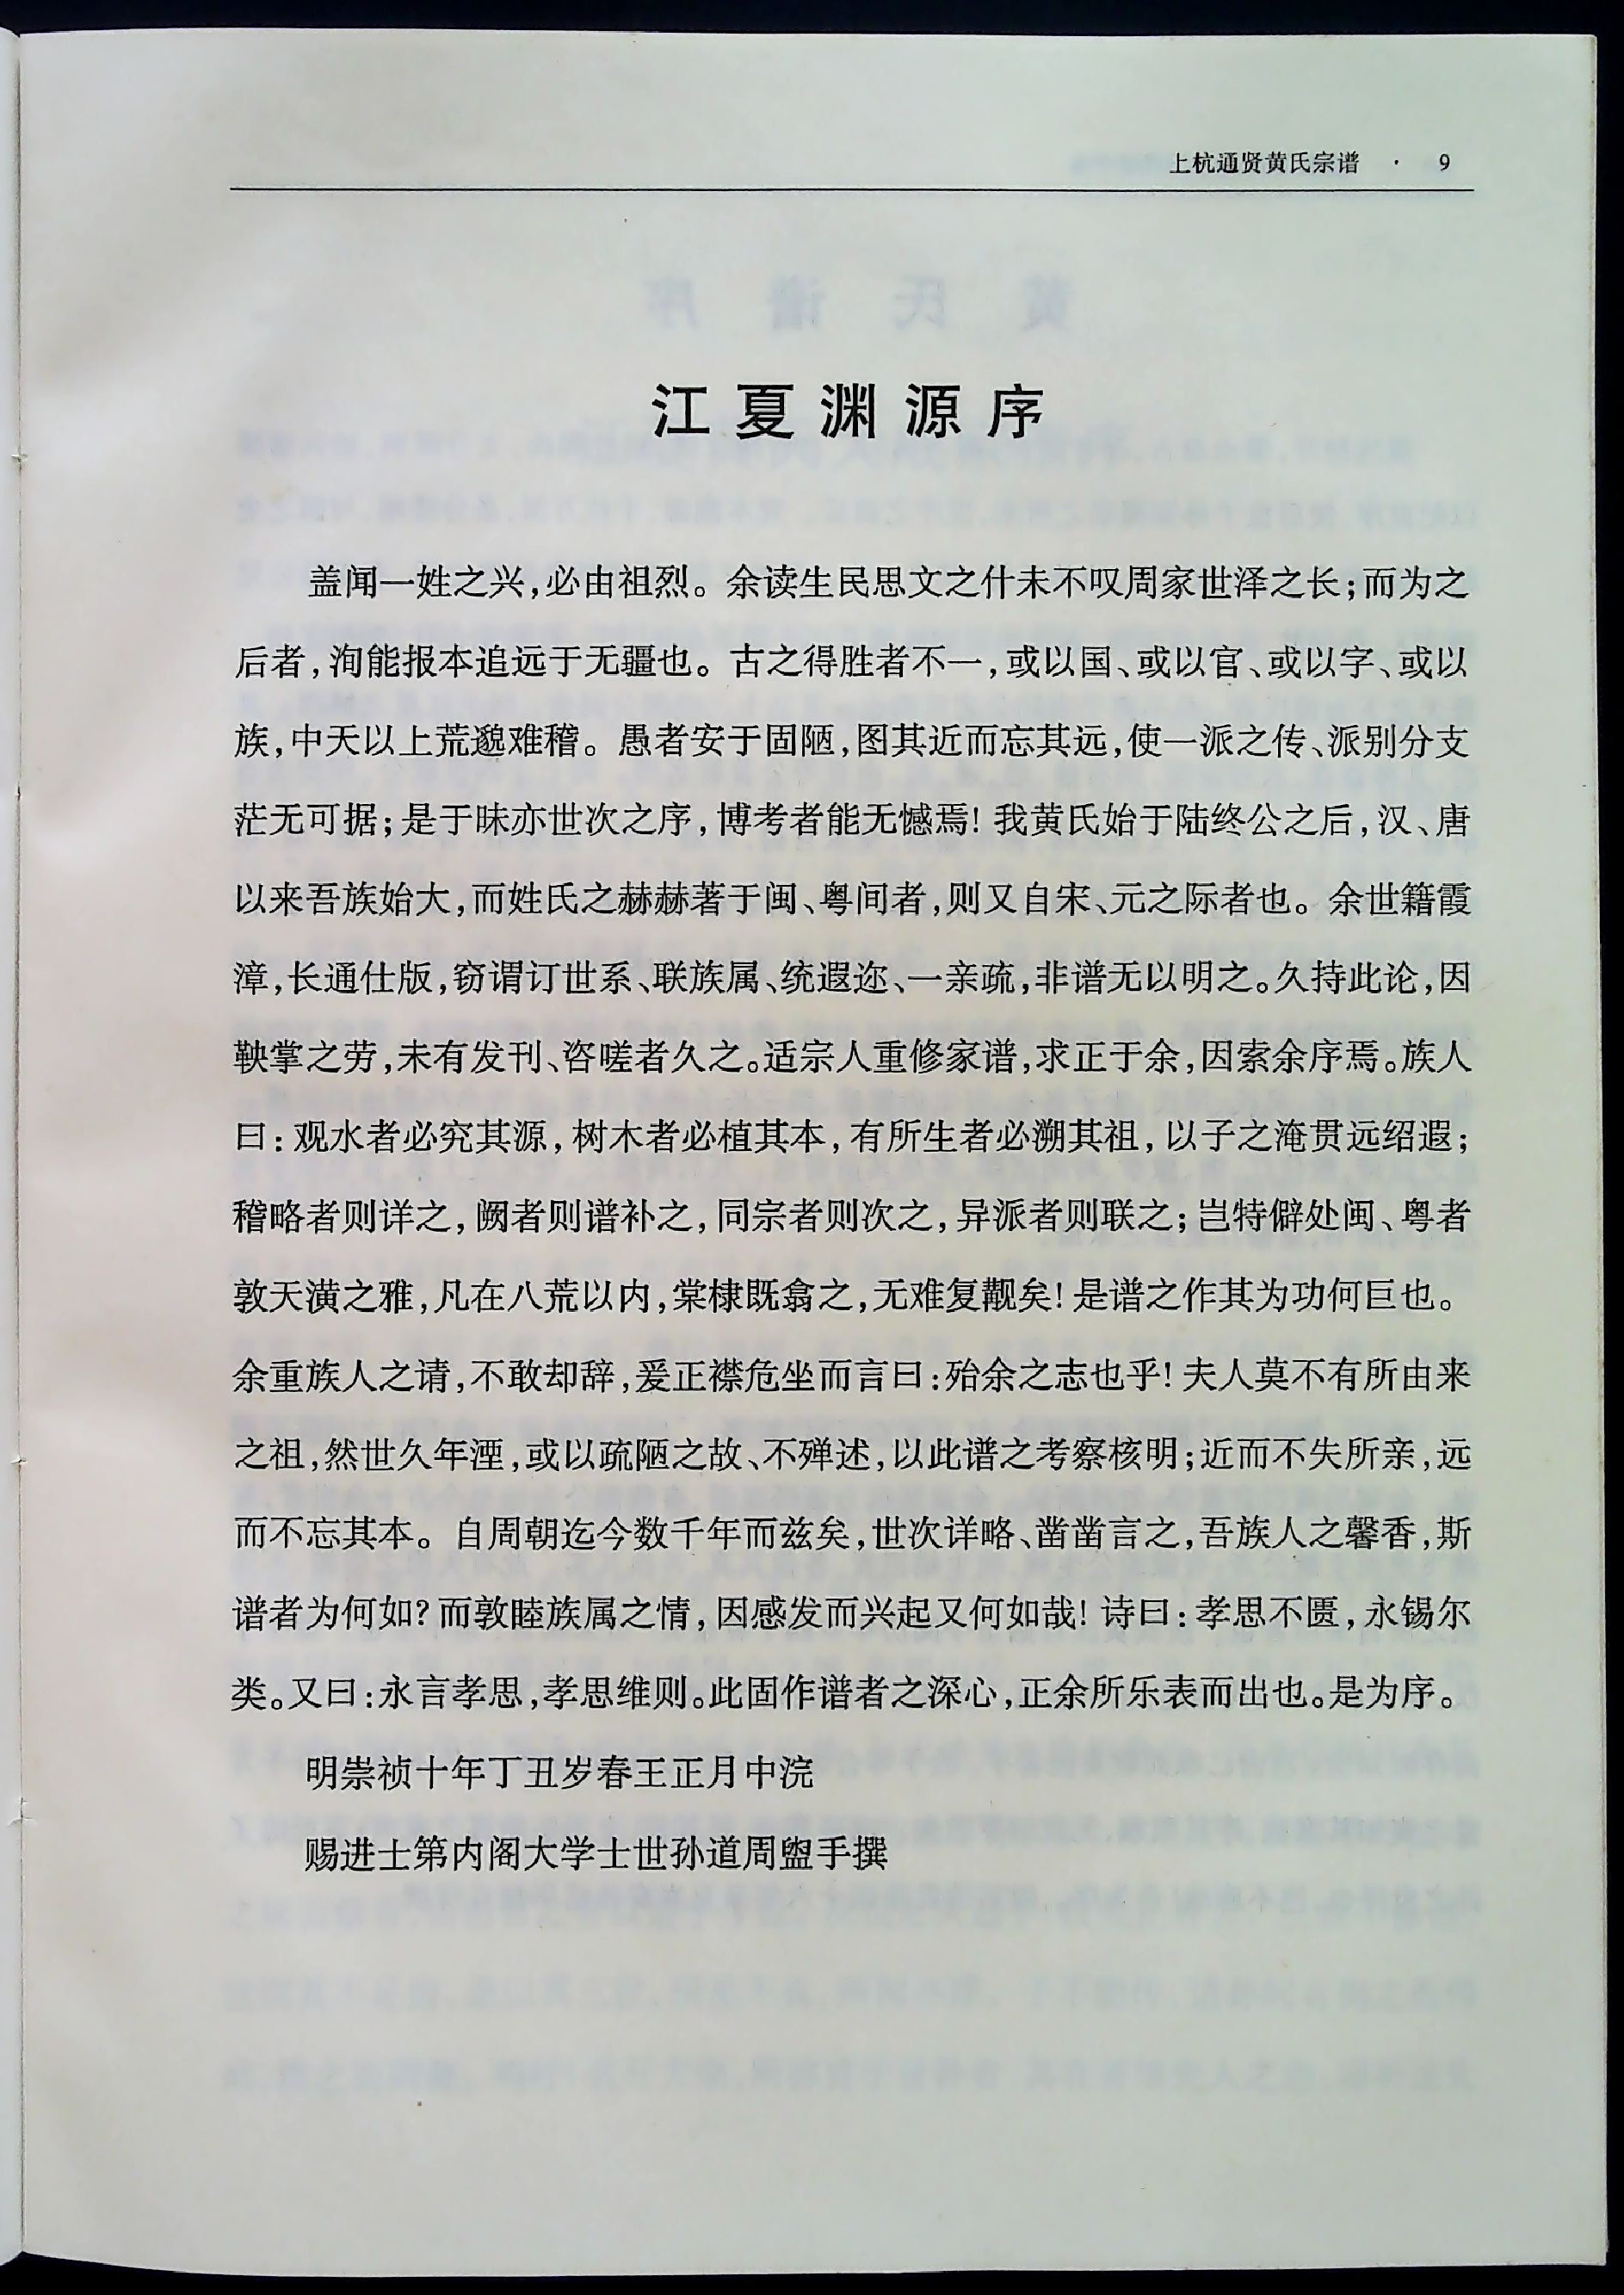 上杭通贤黄氏宗谱 · 9
江夏渊源序
盖闻一姓之兴,必由祖烈。余读生民思文之什未不叹周家世泽之长;而为之
后者,洵能报本追远于无疆也。古之得胜者不一,或以国、或以官、或以字、或以
族,中天以上荒邈难稽。愚者安于固陋,图其近而忘其远,使一派之传、派别分支
茫无可据;是于昧亦世次之序,博考者能无憾焉!我黄氏始于陆终公之后,汉、唐
以来吾族始大,而姓氏之赫赫著于闽、粤间者,则又自宋、元之际者也。余世籍霞
漳,长通仕版,窃谓订世系、联族属、统遐迩、一亲疏,非谱无以明之。久持此论,因
鞅掌之劳,未有发刊、咨嗟者久之。适宗人重修家谱,求正于余,因索余序焉。族人
曰:观水者必究其源,树木者必植其本,有所生者必溯其祖,以子之淹贯远绍遐;
稽略者则详之,阙者则谱补之,同宗者则次之,异派者则联之;岂特僻处闽、粤者
敦天潢之雅,凡在八荒以内,棠棣既翕之,无难复觏矣!是谱之作其为功何巨也。
余重族人之请,不敢却辞,爰正襟危坐而言曰:殆余之志也乎!夫人莫不有所由来
之祖,然世久年湮,或以疏陋之故、不殚述,以此谱之考察核明;近而不失所亲,远
而不忘其本。自周朝迄今数千年而兹矣,世次详略、凿凿言之,吾族人之馨香,斯
谱者为何如?而敦睦族属之情,因感发而兴起又何如哉!诗曰:孝思不匮,永锡尔
类。又曰:永言孝思,孝思维则。此固作谱者之深心,正余所乐表而出也。是为序。
明崇祯十年丁丑岁春王正月中浣
赐进士第内阁大学士世孙道周盥手撰